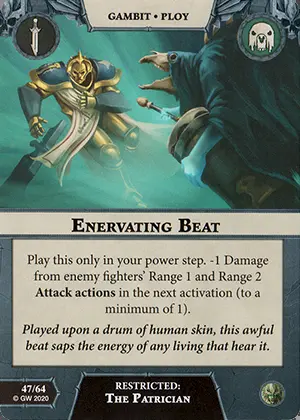 GAMBIT • PLOY
ENERVATING BEAT
Play this only in your power step. -1 Damage
from enemy fighters' Range 1 and Range 2
Attack actions in the next activation (to a
minimum of 1).
Played upon a drum of human skin, this awful
beat saps the energy of any living that hear it.
47/64
© GW 2020
RESTRICTED:
THE PATRICIAN